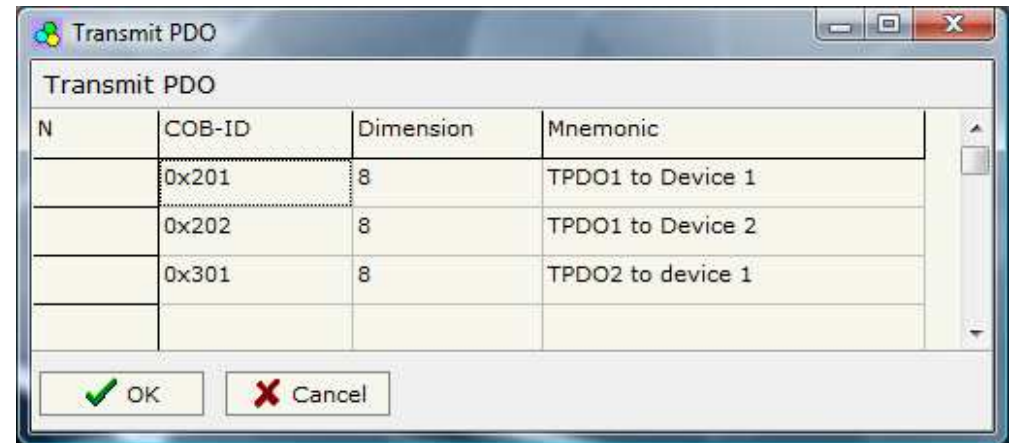 Transmit PDO
Transmit PDO
N COB-ID Dimension Mnemonic
0x201 8 TPDO1 to Device 1
0x202 8 TPDO1 to Device 2
0x301 8 TPDO2 to device 1
OK Cancel